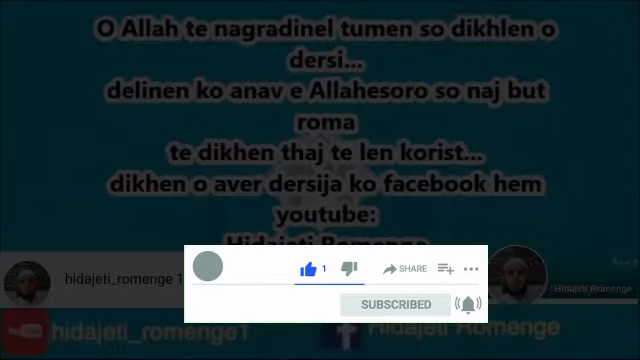 O Allah te nagradinel tumen so dikhlen o
dersi...
delinen ko anav e Allahesoro so naj but
roma
te dikhen thaj te len korist...
dikhen o aver dersija ko facebook hem
youtube:
Hidajeti Romenge
hidajeti_romenge 1
1
SHARE
SUBSCRIBED
Hidajeti Romenge
hidajeti_romenge1
Hidajeti Romenge